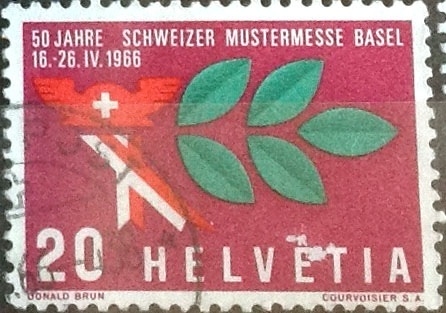 50 JAHRE SCHWEIZER MUSTERMESSE BASEL
16.-26.IV.1966
20 HELVETIA
DONALD BRUN COURVOISIER S.A.